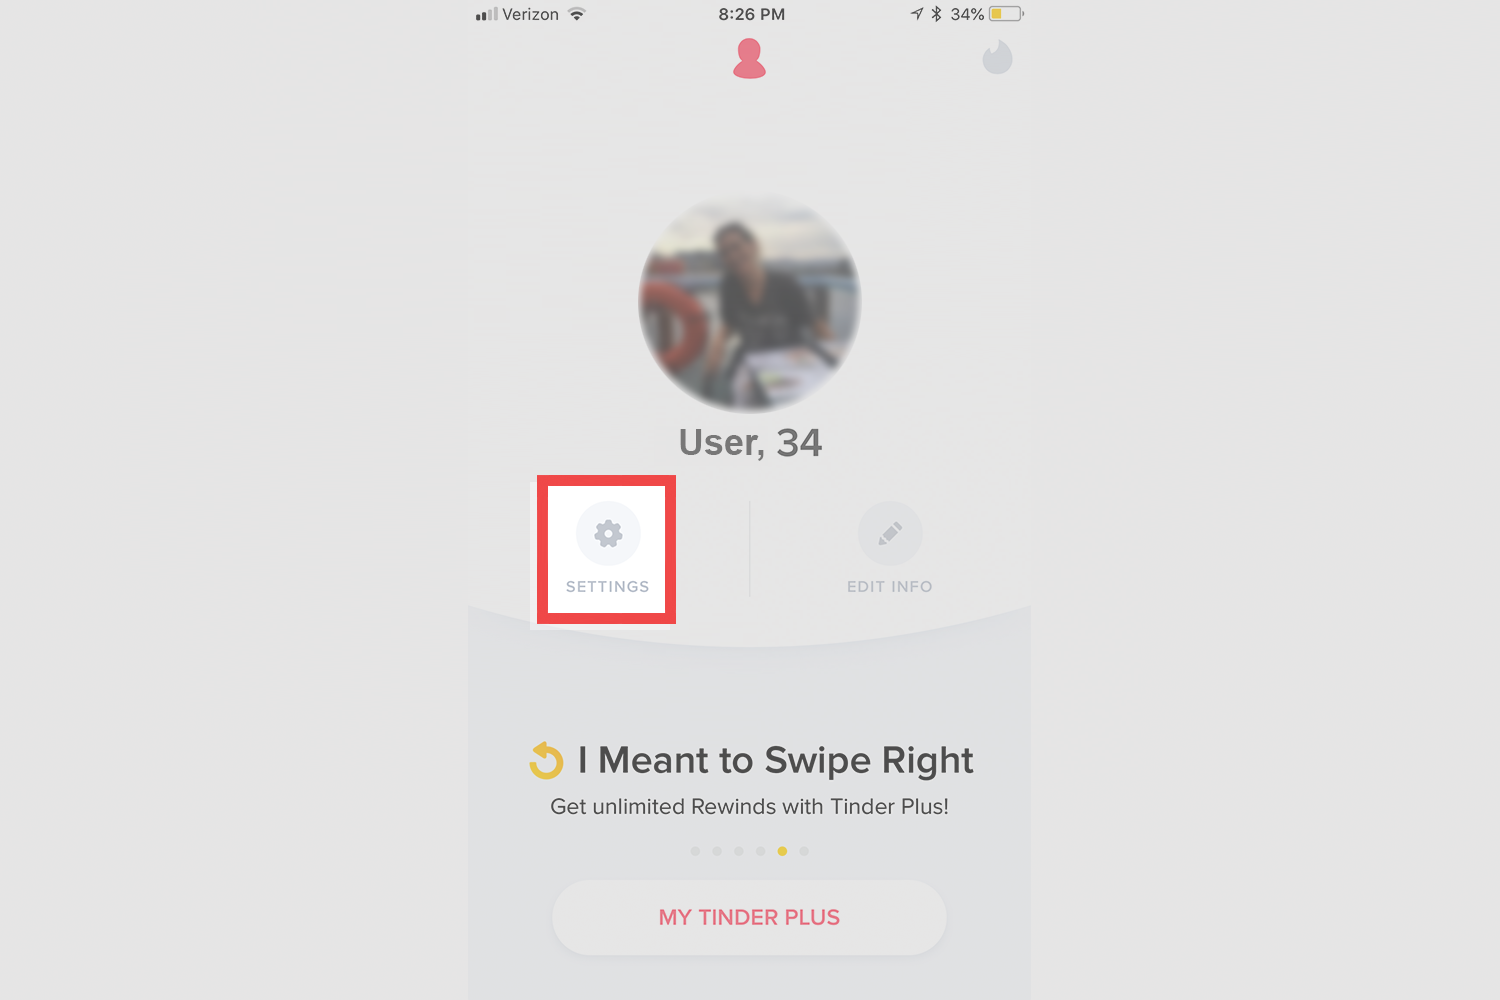 Verizon 8:26 PM 34%
User, 34
SETTINGS EDIT INFO
I Meant to Swipe Right
Get unlimited Rewinds with Tinder Plus!
MY TINDER PLUS